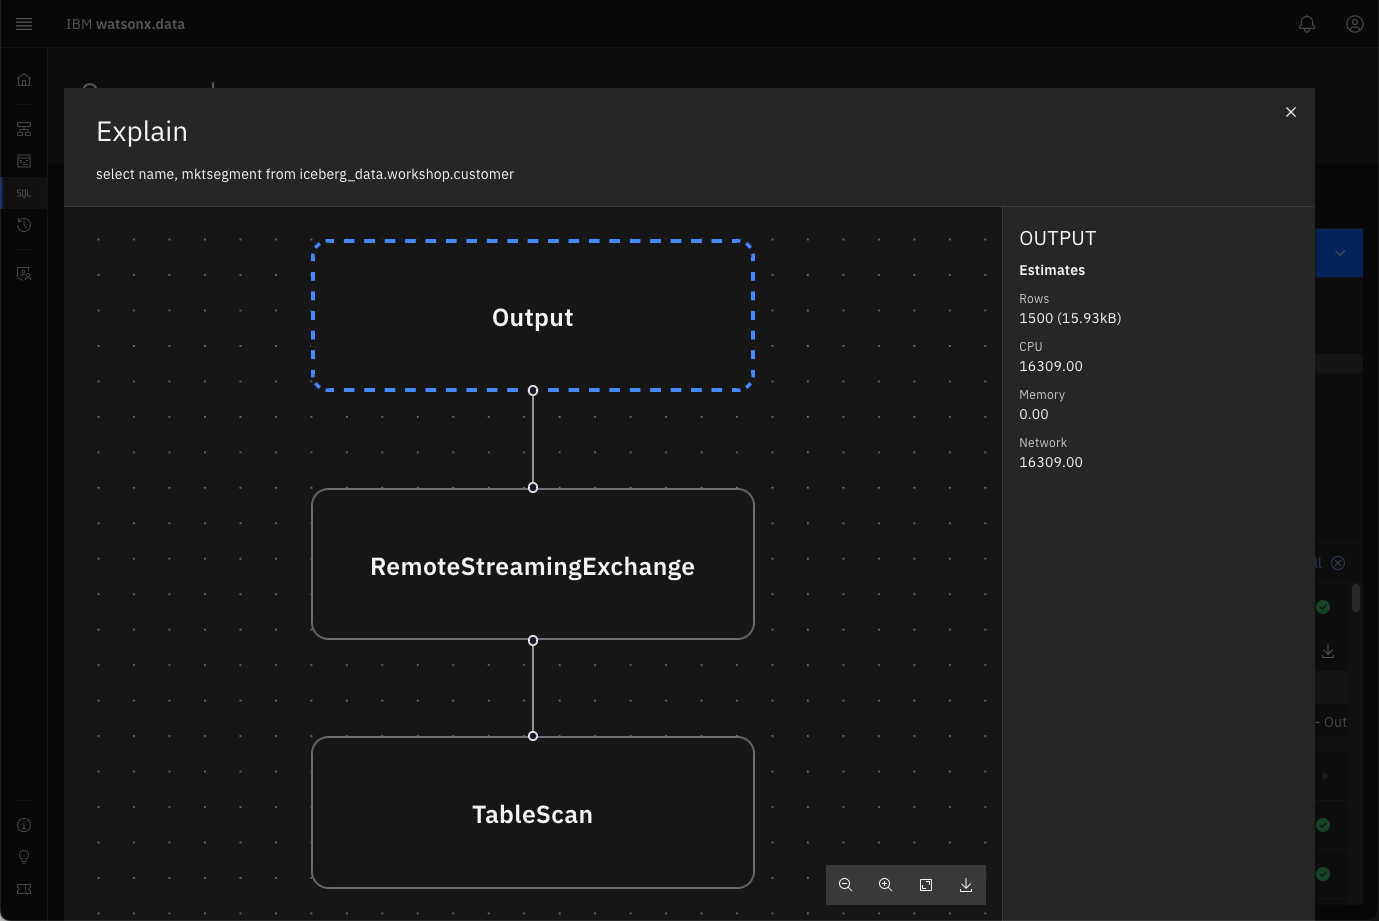 IBM watsonx.data
Explain
select name, mktsegment from iceberg_data.workshop.customer
SQL
Output
RemoteStreamingExchange
TableScan
OUTPUT
Estimates
Rows
1500 (15.93kB)
CPU
16309.00
Memory
0.00
Network
16309.00
- Out